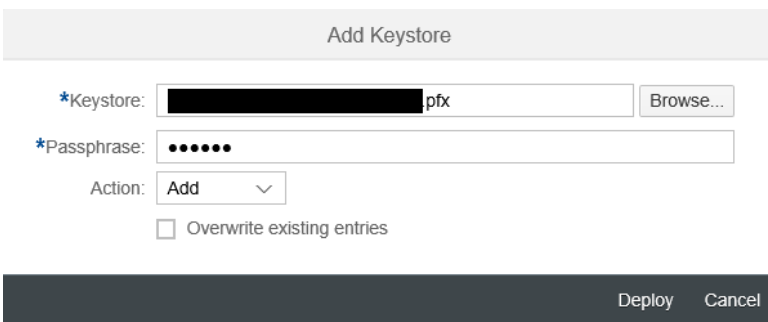 Add Keystore
*Keystore: .pfx Browse...
*Passphrase: ••••••
Action: Add
Overwrite existing entries
Deploy Cancel